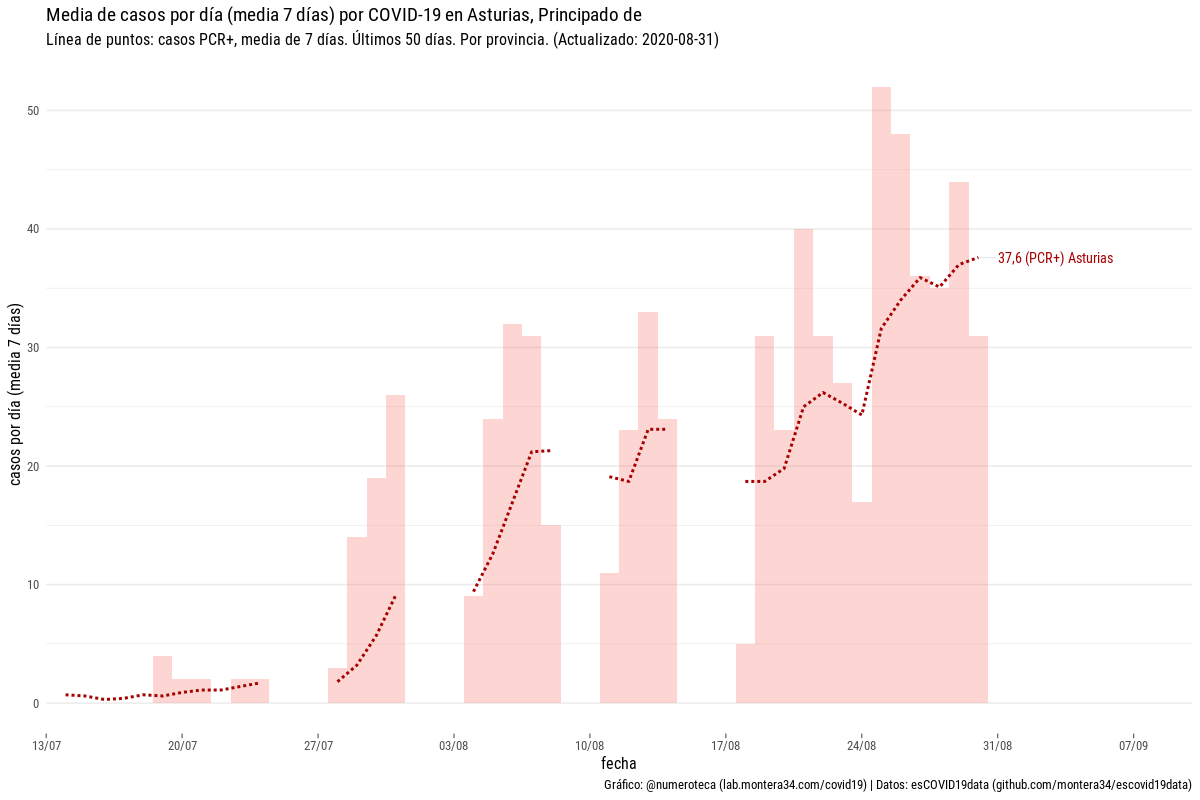 Media de casos por día (media 7 días) por COVID-19 en Asturias, Principado de
Línea de puntos: casos PCR+, media de 7 días. Últimos 50 días. Por provincia. (Actualizado: 2020-08-31)
casos por día (media 7 días)
50
40
30
20
10
0
37,6 (PCR+) Asturias
13/07
20/07
27/07
03/08
10/08
17/08
24/08
31/08
07/09
fecha
Gráfico: @numeroteca (lab.montera34.com/covid19) | Datos: esCOVID19data (github.com/montera34/escovid19data)